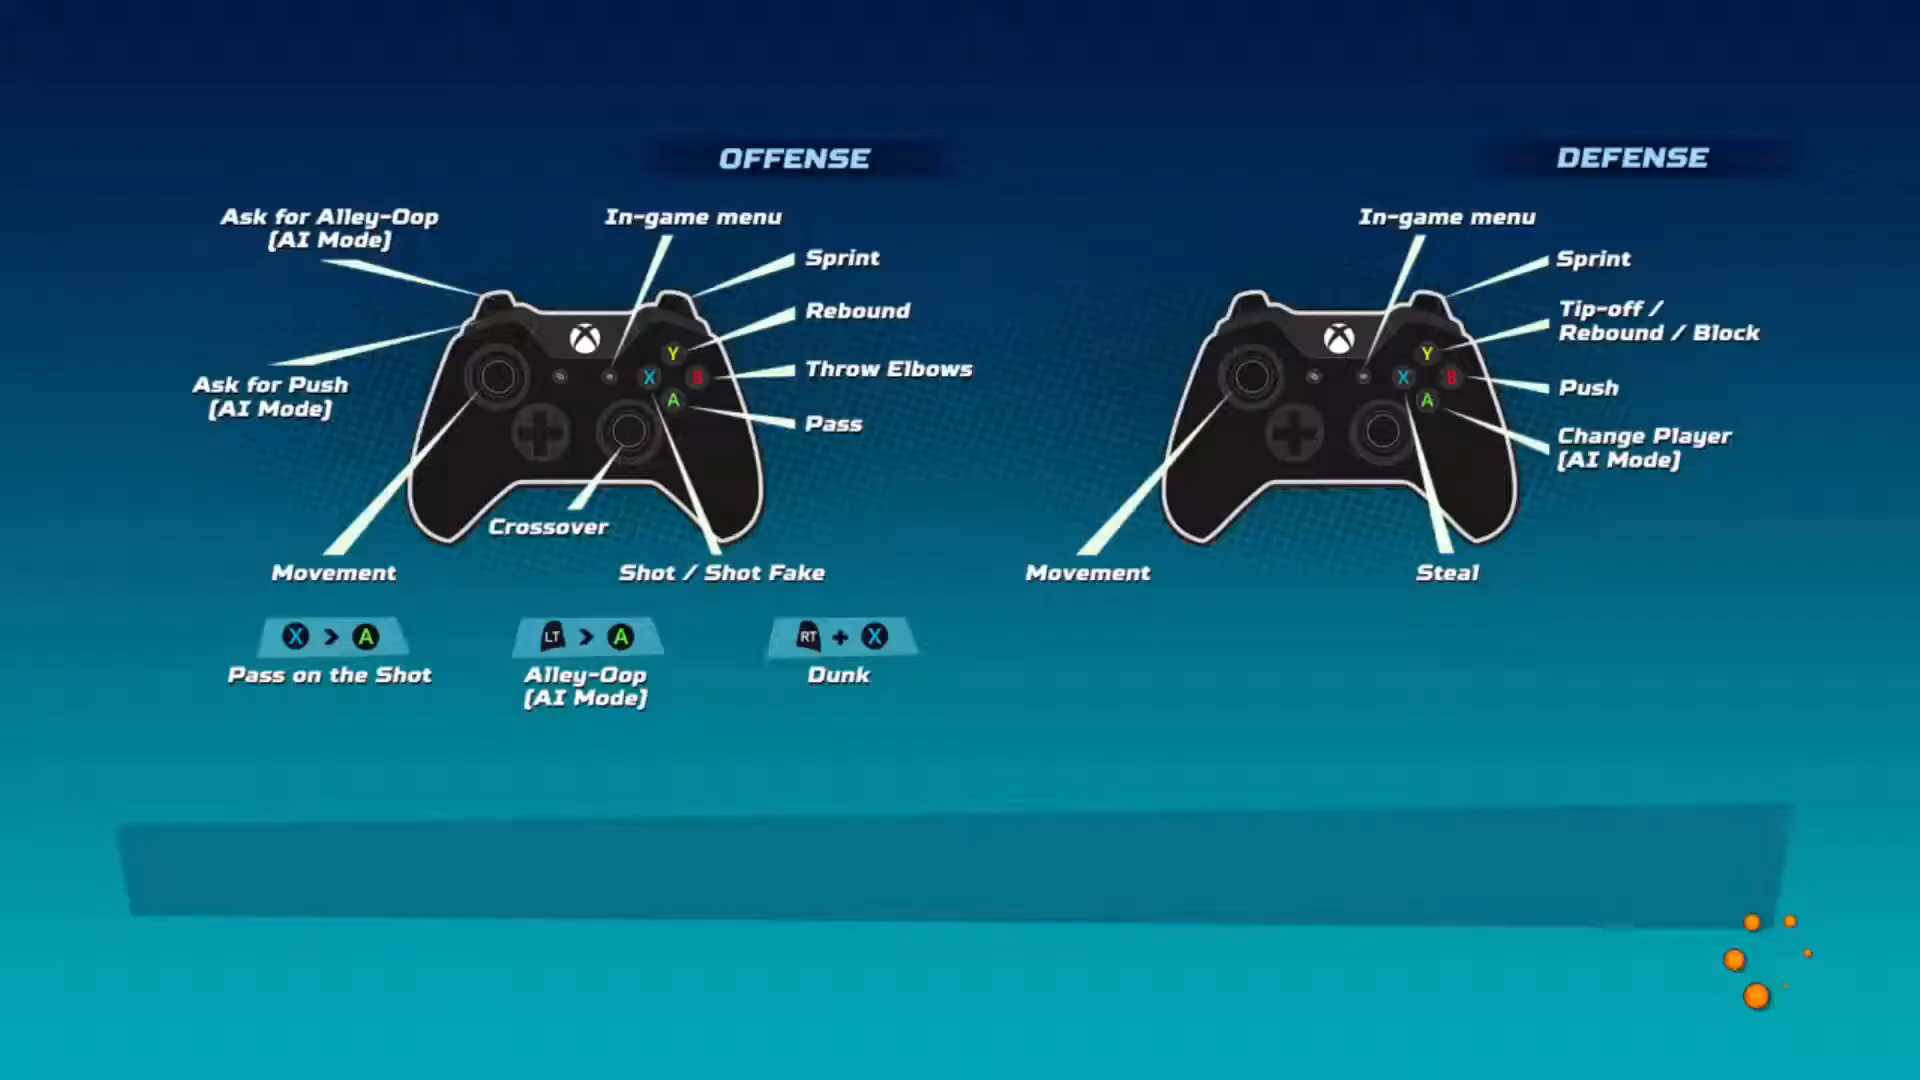 OFFENSE
Ask for Alley-Oop
[AI Mode]
In-game menu
Sprint
Rebound
Throw Elbows
Pass
Ask for Push
[AI Mode]
Y
X
B
A
Crossover
Movement
Shot / Shot Fake
X > A
Pass on the Shot
LT > A
Alley-Oop
[AI Mode]
RT + X
Dunk
DEFENSE
In-game menu
Sprint
Tip-off /
Rebound / Block
Push
Change Player
[AI Mode]
Y
X
B
A
Movement
Steal